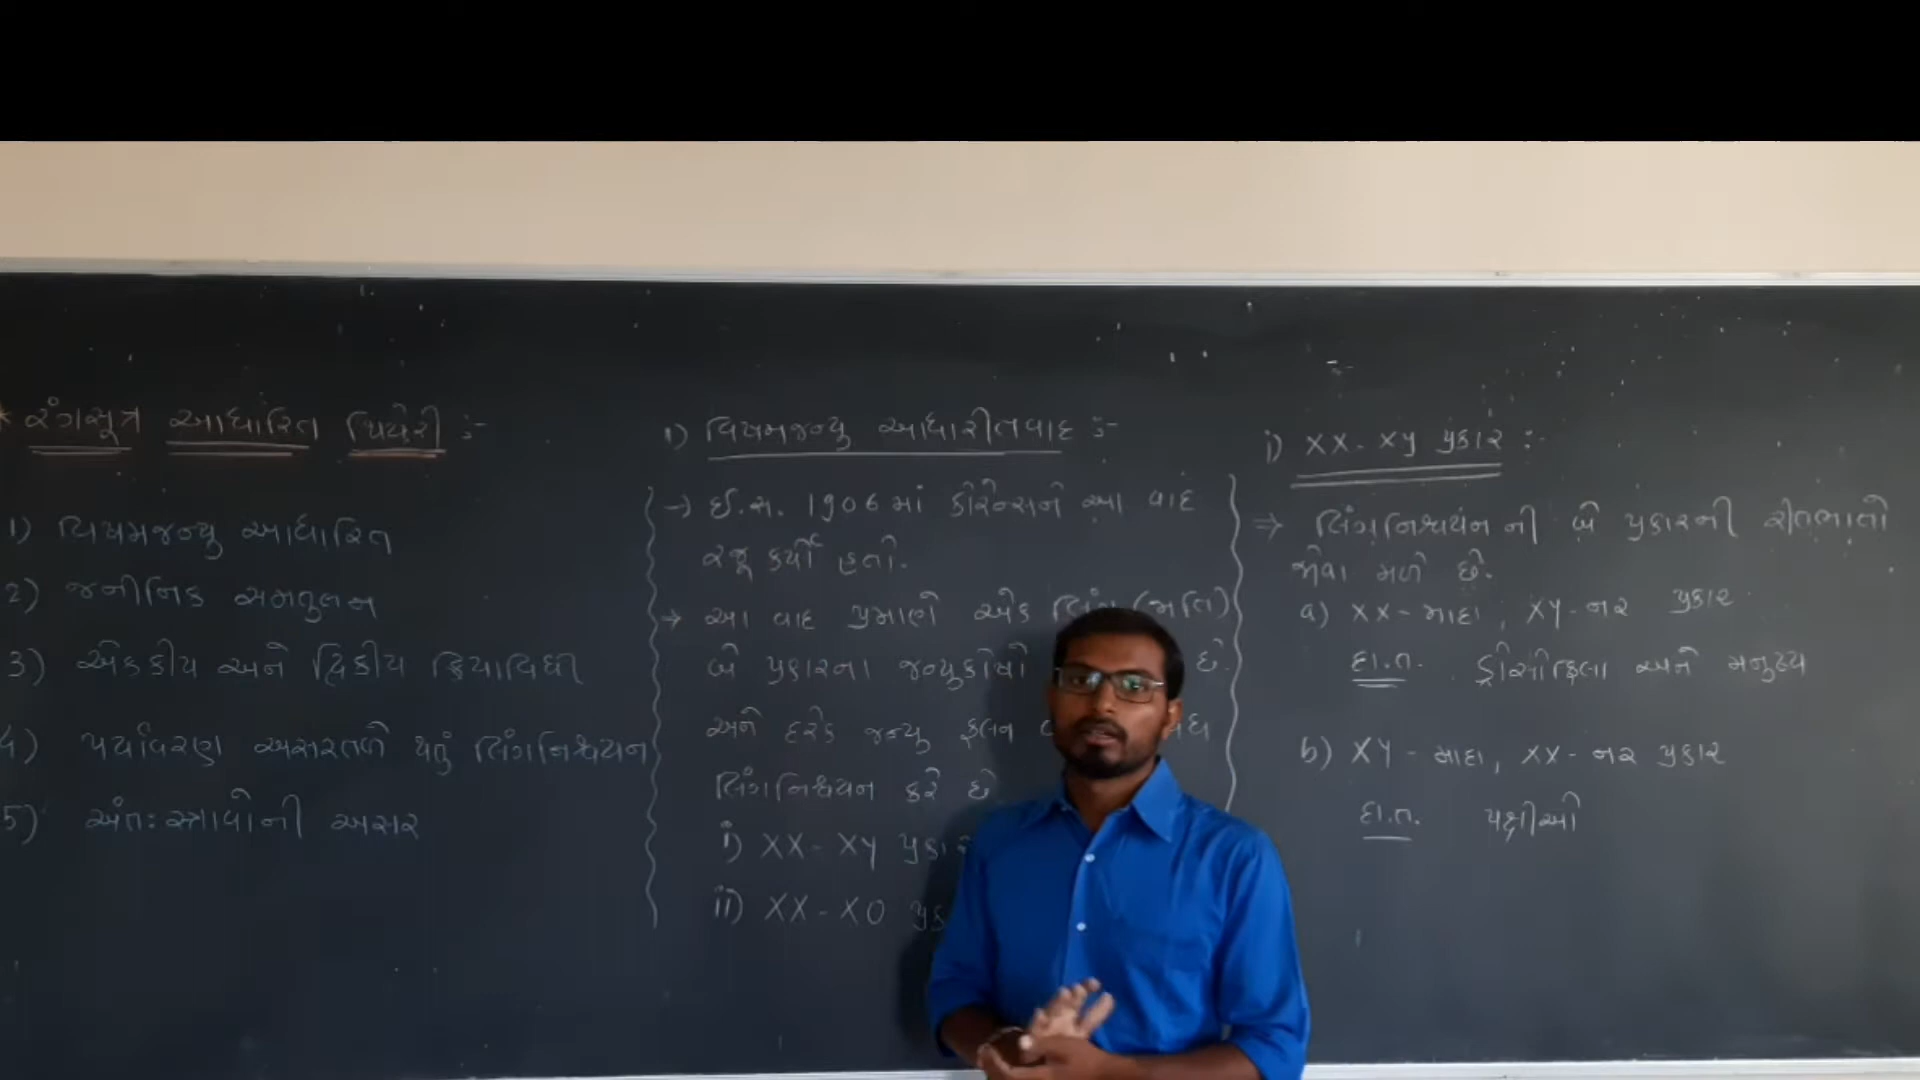 * રંગસૂત્ર આધારિત થિયેરી :-
1) વિષમજન્યુ આધારિત
2) જનીનિક સમતુલન
3) એકકીય અને દ્વિકીય ક્રિયાવિધી
4) પર્યાવરણ અસરતળે થતું લિંગનિશ્ચયન
5) અંતઃસ્ત્રાવોની અસર
1) વિષમજન્યુ આધારીતવાદ :-
→ ઈ.સ. 1906 માં કોરેન્સને આ વાદ
રજૂ કર્યો હતો.
→ આ વાદ પ્રમાણે એક લિંગ (જાતિ)
બે પ્રકારના જન્યુકોષો છે.
અને દરેક જન્યુ ફલન
લિંગનિશ્ચયન કરે છે
i) XX - XY પ્રકાર
ii) XX - XO
i) XX - XY પ્રકાર :-
⇒ લિંગનિશ્ચયન ની બે પ્રકારની રીતભાતો
જોવા મળે છે.
a) XX - માદા, XY - નર પ્રકાર
દા.ત. ડ્રોસોફિલા અને મનુષ્ય
b) XY - માદા, XX - નર પ્રકાર
દા.ત. પક્ષીઓ